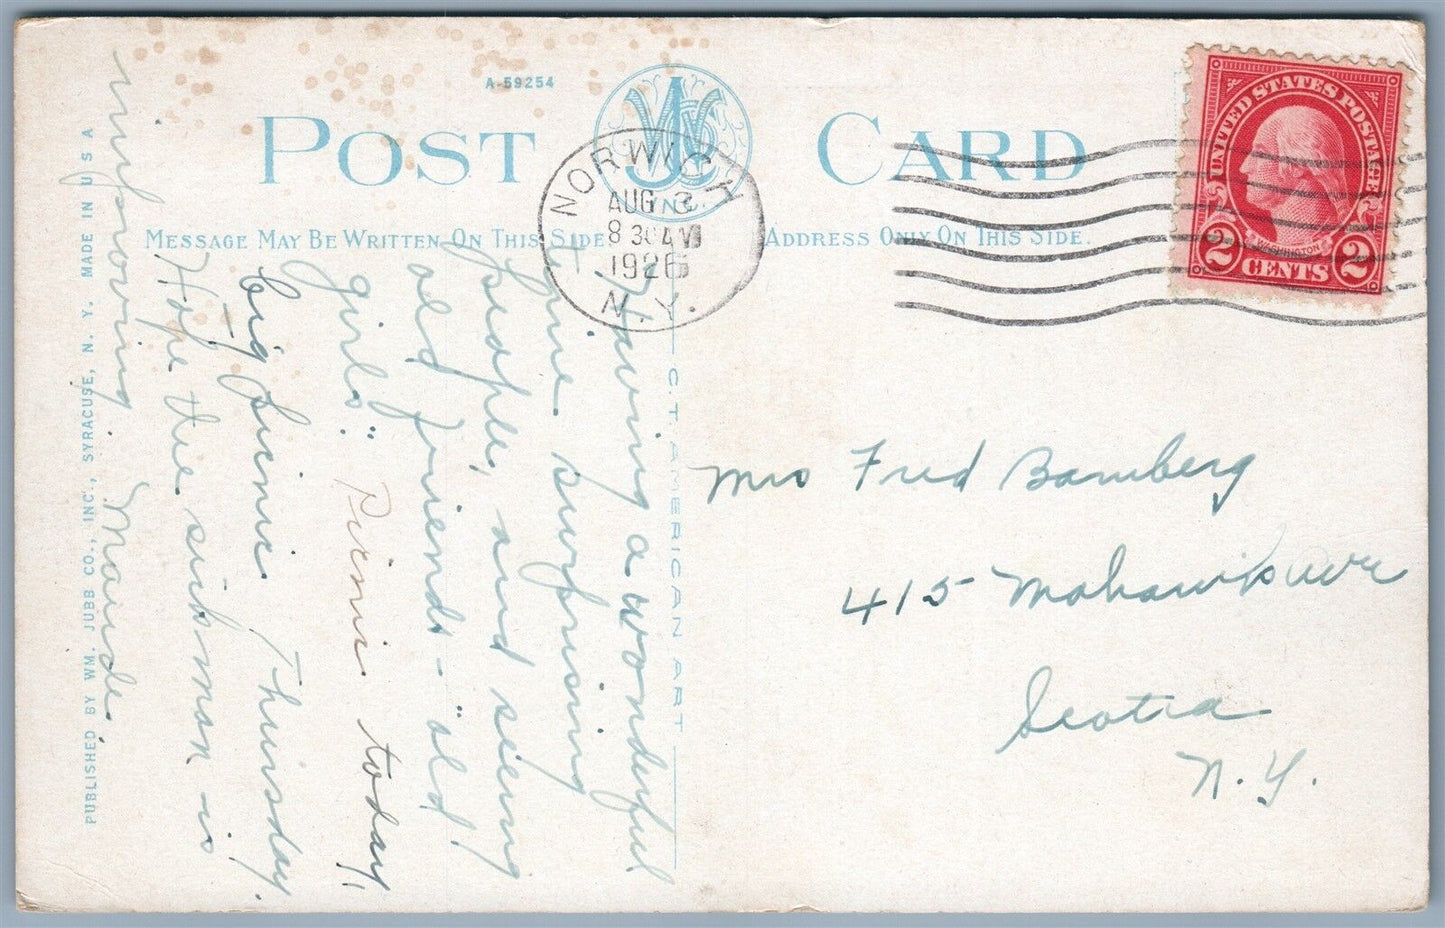 A-59254
POST CARD
MESSAGE MAY BE WRITTEN ON THIS SIDE
ADDRESS ONLY ON THIS SIDE.
NORWICH
AUG 3
8 30 AM
1926
N.Y.
UNITED STATES POSTAGE
WASHINGTON
2 CENTS 2
C.T. AMERICAN ART
PUBLISHED BY WM. JUBB CO., INC., SYRACUSE, N. Y. MADE IN U S A
Having a wonderful
time surprising
people, and seeing
old friends - "old
girls". Picnic today,
big picnic Thursday.
Hope the sick man is
improving. Maude.
Mrs Fred Bamberg
415 Mohawk
Scotia
N.Y.